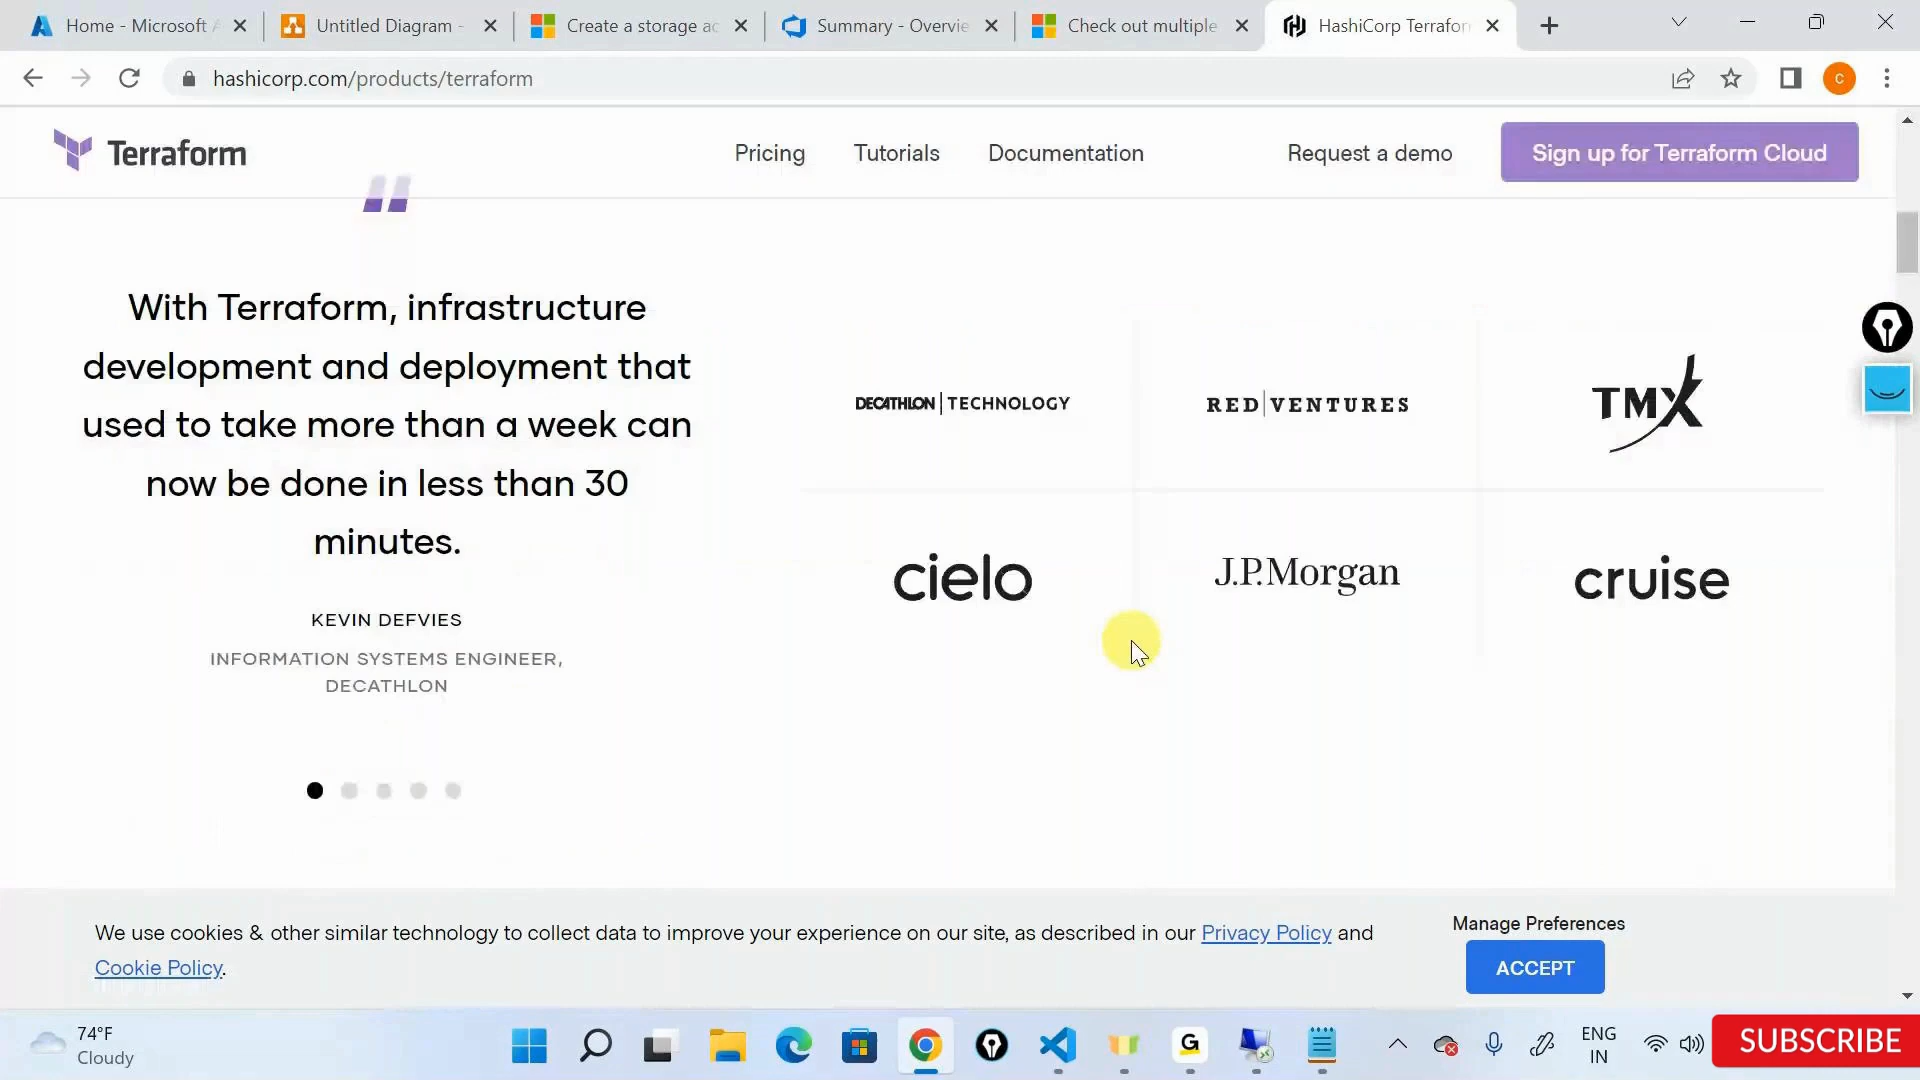 Home - Microsoft A
Untitled Diagram -
Create a storage ac
Summary - Overvie
Check out multiple
HashiCorp Terrafor
hashicorp.com/products/terraform
C
Terraform
Pricing
Tutorials
Documentation
Request a demo
Sign up for Terraform Cloud
With Terraform, infrastructure
development and deployment that
used to take more than a week can
now be done in less than 30
minutes.
KEVIN DEFVIES
INFORMATION SYSTEMS ENGINEER,
DECATHLON
DECATHLON TECHNOLOGY
RED VENTURES
TMX
cielo
J.P.Morgan
cruise
We use cookies & other similar technology to collect data to improve your experience on our site, as described in our Privacy Policy and
Cookie Policy.
Manage Preferences
ACCEPT
74°F
Cloudy
G
ENG
IN
SUBSCRIBE